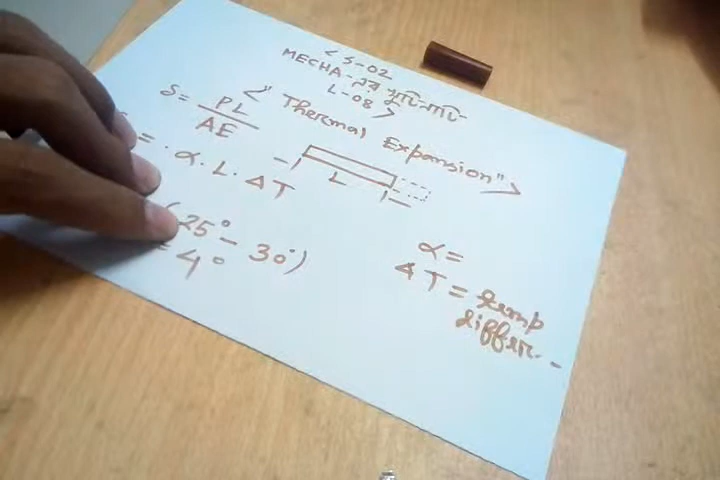 < S-02
MECHA-এর খুটি-নাটি-
L-08 >
<" Thermal Expansion" >
δ = PL / AE
= . α. L. ΔT
L
(25° - 30°)
= 4°
α =
ΔT = temp
differ. -